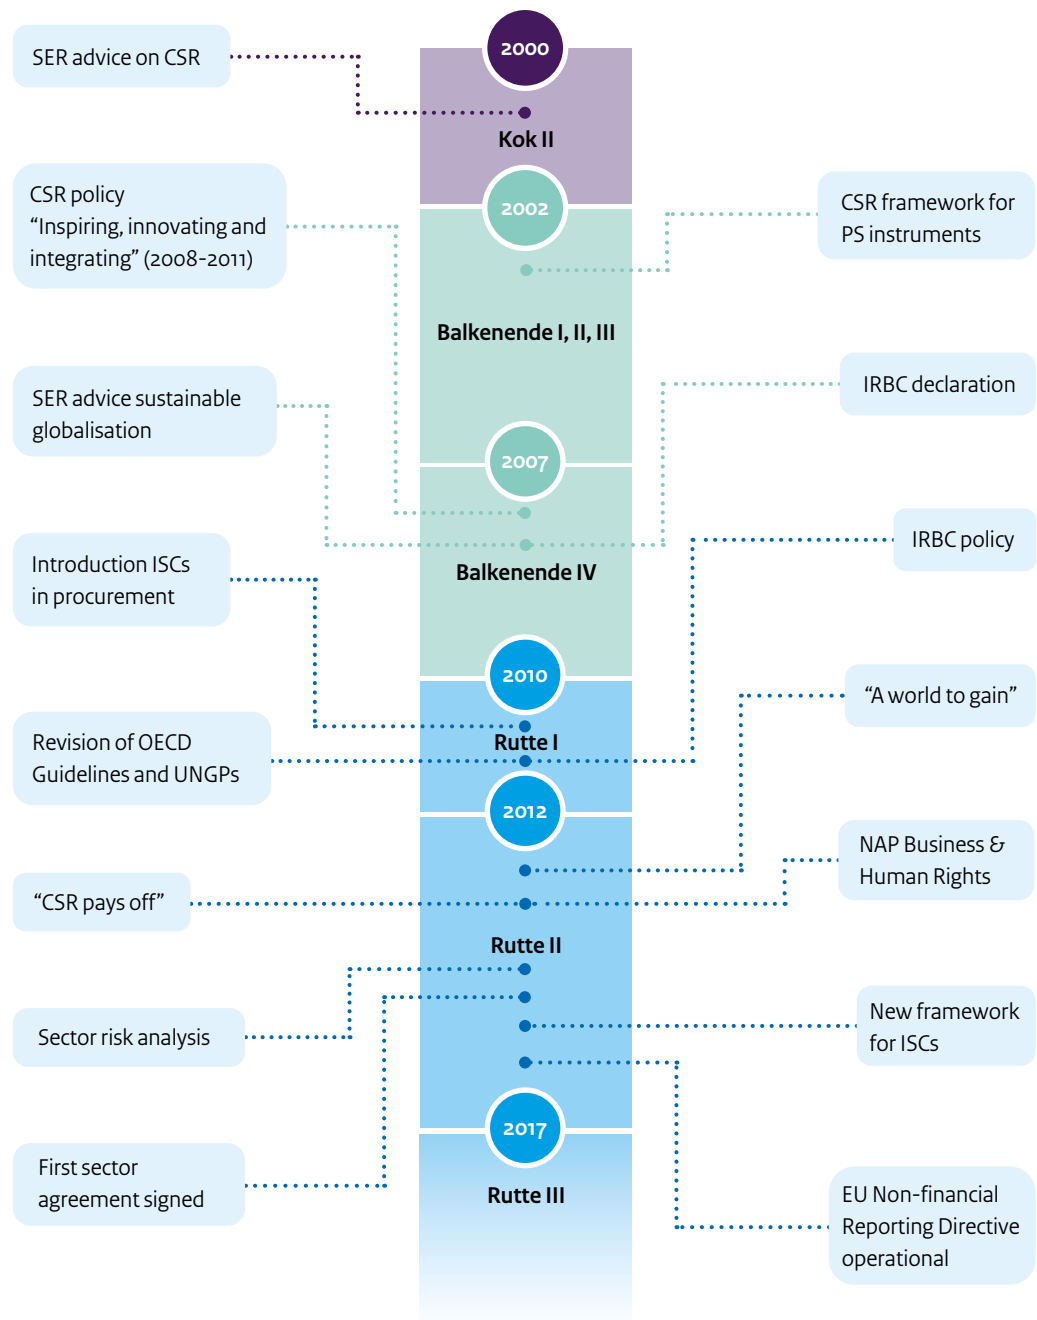 2000
SER advice on CSR
Kok II
CSR policy
“Inspiring, innovating and
integrating” (2008-2011)
2002
CSR framework for
PS instruments
Balkenende I, II, III
SER advice sustainable
globalisation
IRBC declaration
2007
Introduction ISCs
in procurement
IRBC policy
Balkenende IV
2010
“A world to gain”
Revision of OECD
Guidelines and UNGPs
Rutte I
2012
NAP Business &
Human Rights
“CSR pays off”
Rutte II
Sector risk analysis
New framework
for ISCs
2017
First sector
agreement signed
Rutte III
EU Non-financial
Reporting Directive
operational